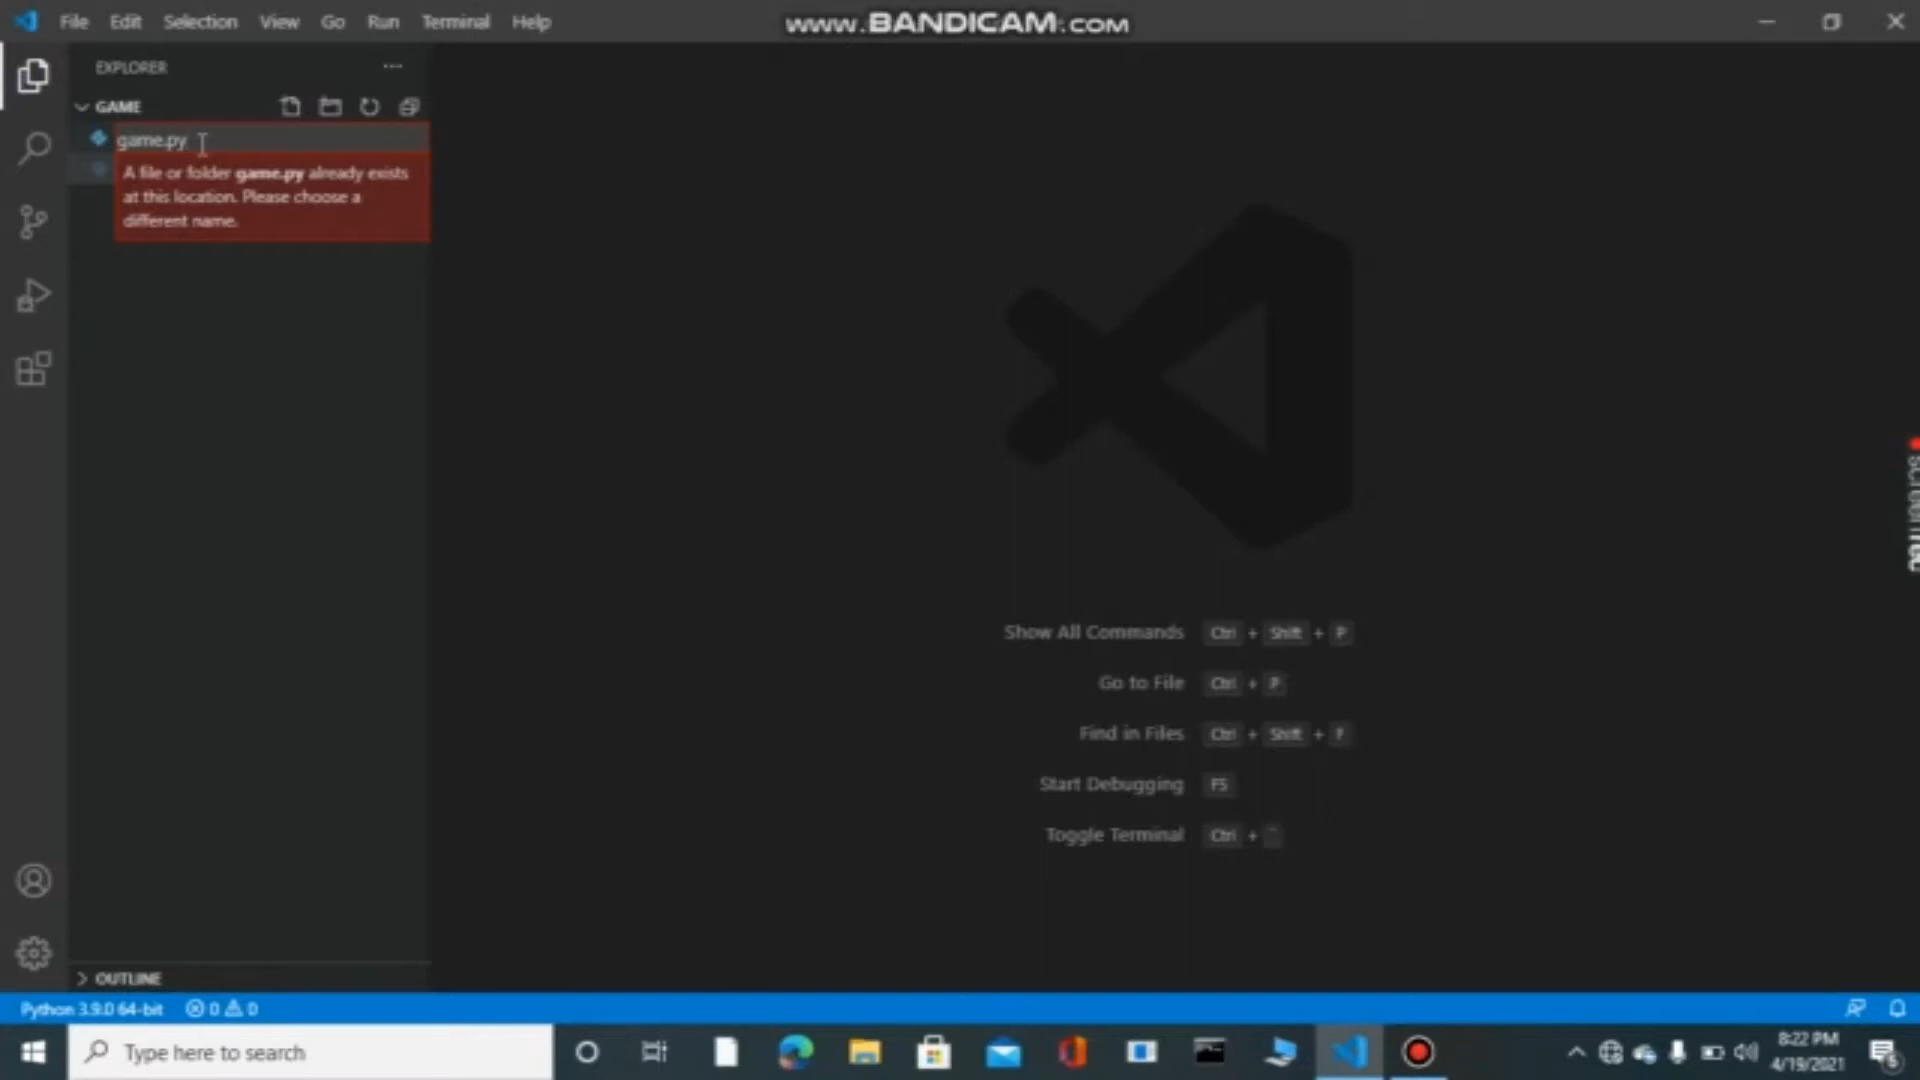 File Edit Selection View Go Run Terminal Help
www.BANDICAM.com
EXPLORER
GAME
game.py
A file or folder game.py already exists
at this location. Please choose a
different name.
Show All Commands Ctrl + Shift + P
Go to File Ctrl + P
Find in Files Ctrl + Shift + F
Start Debugging F5
Toggle Terminal Ctrl + `
OUTLINE
Python 3.9.0 64-bit 0 0
Type here to search
8:22 PM
4/19/2021
5